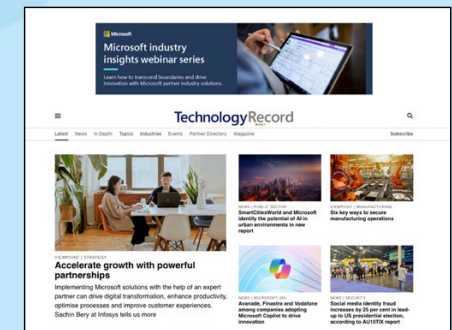 Microsoft
Microsoft industry
insights webinar series
Learn how to transcend boundaries and drive
innovation with Microsoft partner industry solutions.
TechnologyRecord
Latest News In Depth Topics Industries Events Partner Directory Magazine Subscribe
VIEWPOINT | STRATEGY
Accelerate growth with powerful
partnerships
Implementing Microsoft solutions with the help of an expert
partner can drive digital transformation, enhance productivity,
optimise processes and improve customer experiences.
Sachin Bery at Infosys tells us more
NEWS | PUBLIC SECTOR
SmartCitiesWorld and Microsoft
identify the potential of AI in
urban environments in new
report
VIEWPOINT | MANUFACTURING
Six key ways to secure
manufacturing operations
NEWS | MICROSOFT 365
Avanade, Finastra and Vodafone
among companies adopting
Microsoft Copilot to drive
innovation
NEWS | SECURITY
Social media identity fraud
increases by 25 per cent in lead-
up to US presidential election,
according to AU10TIX report